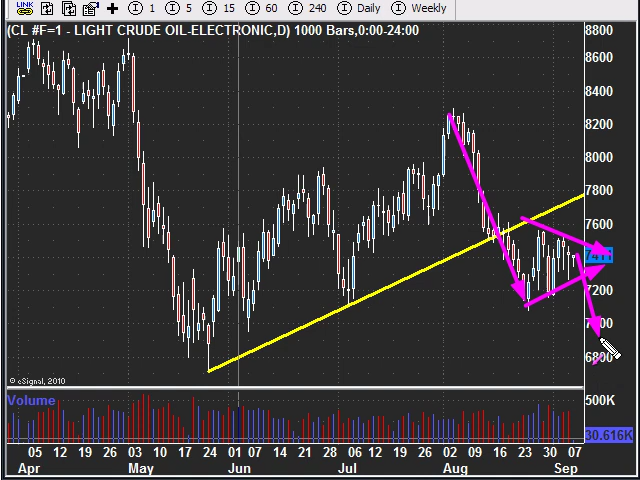 LINK 1 5 15 60 240 Daily Weekly
(CL #F=1 - LIGHT CRUDE OIL-ELECTRONIC,D) 1000 Bars,0:00-24:00
8800
8600
8400
8200
8000
7800
7600
7411
7200
7000
6800
© eSignal, 2010
Volume
500K
30.616K
05 12 19 26 03 10 17 24 01 07 14 21 28 06 12 19 26 02 09 16 23 30 07
Apr May Jun Jul Aug Sep